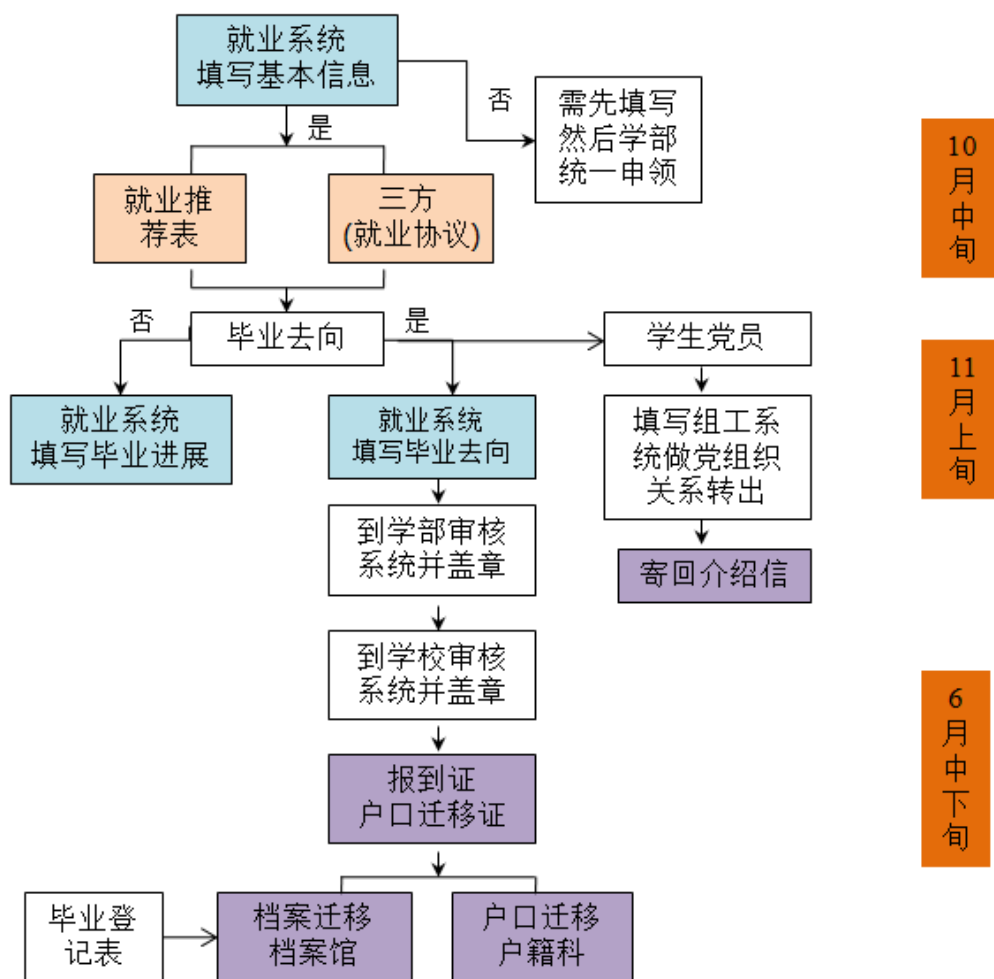 就业系统
填写基本信息
否
需先填写
然后学部
统一申领
是
就业推
荐表
三方
(就业协议)
10
月
中
旬
否
毕业去向
是
学生党员
就业系统
填写毕业进展
就业系统
填写毕业去向
填写组工系
统做党组织
关系转出
11
月
上
旬
到学部审核
系统并盖章
寄回介绍信
到学校审核
系统并盖章
6
月
中
下
旬
报到证
户口迁移证
毕业登
记表
档案迁移
档案馆
户口迁移
户籍科